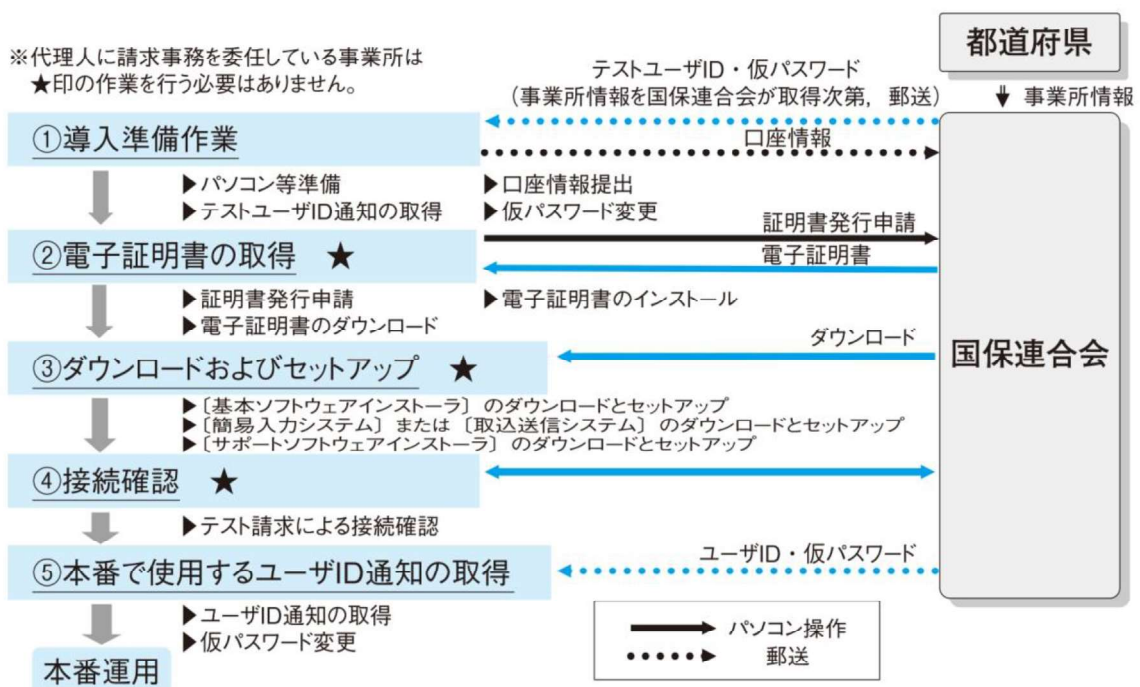 ※代理人に請求事務を委任している事業所は
★印の作業を行う必要はありません。
都道府県
テストユーザID・仮パスワード
(事業所情報を国保連合会が取得次第, 郵送)
事業所情報
①導入準備作業
口座情報
▶パソコン等準備
▶口座情報提出
▶テストユーザID通知の取得
▶仮パスワード変更
証明書発行申請
②電子証明書の取得 ★
電子証明書
▶証明書発行申請
▶電子証明書のインストール
▶電子証明書のダウンロード
ダウンロード
③ダウンロードおよびセットアップ ★
国保連合会
▶〔基本ソフトウェアインストーラ〕のダウンロードとセットアップ
▶〔簡易入力システム〕または〔取込送信システム〕のダウンロードとセットアップ
▶〔サポートソフトウェアインストーラ〕のダウンロードとセットアップ
④接続確認 ★
▶テスト請求による接続確認
ユーザID・仮パスワード
⑤本番で使用するユーザID通知の取得
▶ユーザID通知の取得
▶仮パスワード変更
パソコン操作
郵送
本番運用